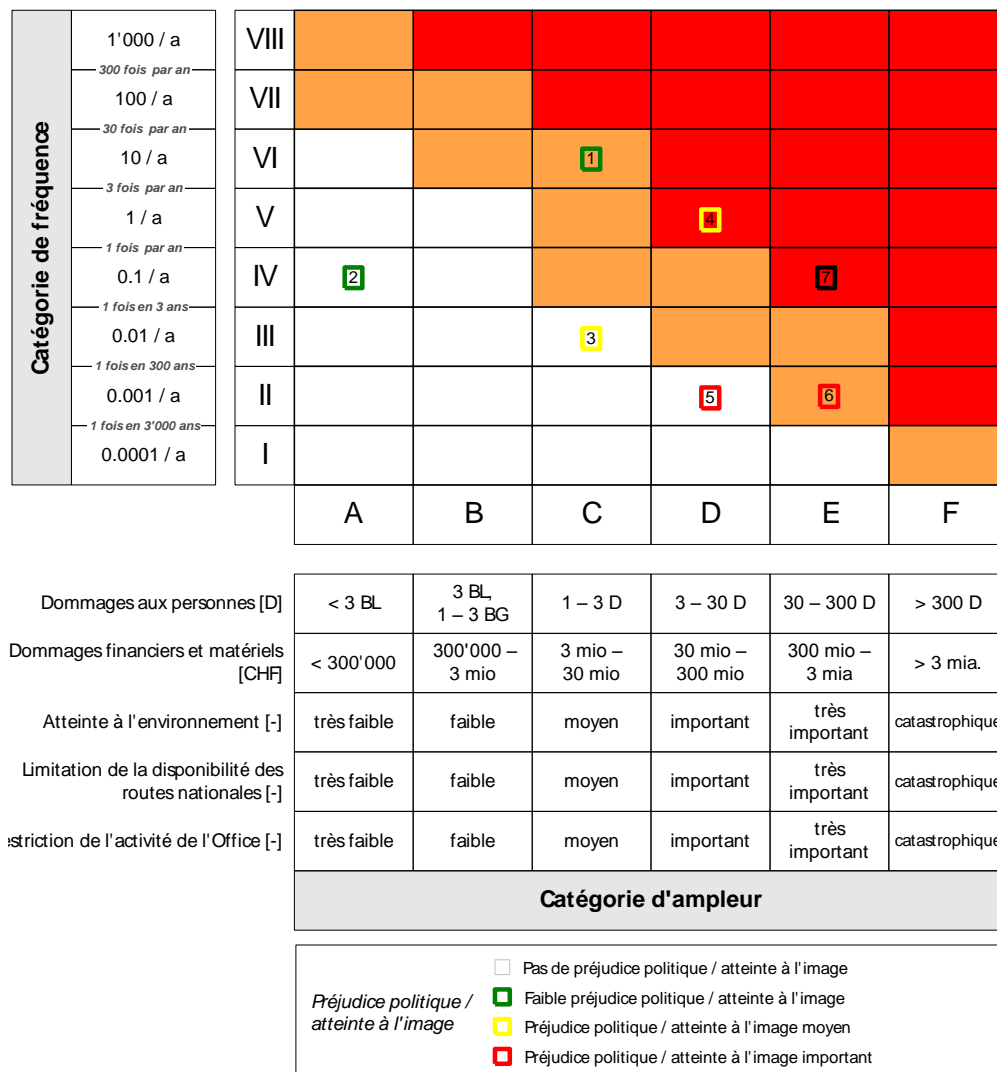 Catégorie de fréquence
1'000 / a
VIII
300 fois par an
100 / a
VII
30 fois par an
10 / a
VI
1
3 fois par an
1 / a
V
4
1 fois par an
0.1 / a
IV
2
7
1 fois en 3 ans
0.01 / a
III
3
1 fois en 300 ans
0.001 / a
II
5
6
1 fois en 3'000 ans
0.0001 / a
I
A B C D E F
Dommages aux personnes [D]
< 3 BL
3 BL,
1 – 3 BG
1 – 3 D
3 – 30 D
30 – 300 D
> 300 D
Dommages financiers et matériels
[CHF]
< 300'000
300'000 –
3 mio
3 mio –
30 mio
30 mio –
300 mio
300 mio –
3 mia
> 3 mia.
Atteinte à l'environnement [-]
très faible
faible
moyen
important
très
important
catastrophique
Limitation de la disponibilité des
routes nationales [-]
très faible
faible
moyen
important
très
important
catastrophique
estriction de l'activité de l'Office [-]
très faible
faible
moyen
important
très
important
catastrophique
Catégorie d'ampleur
Préjudice politique /
atteinte à l'image
Pas de préjudice politique / atteinte à l'image
Faible préjudice politique / atteinte à l'image
Préjudice politique / atteinte à l'image moyen
Préjudice politique / atteinte à l'image important